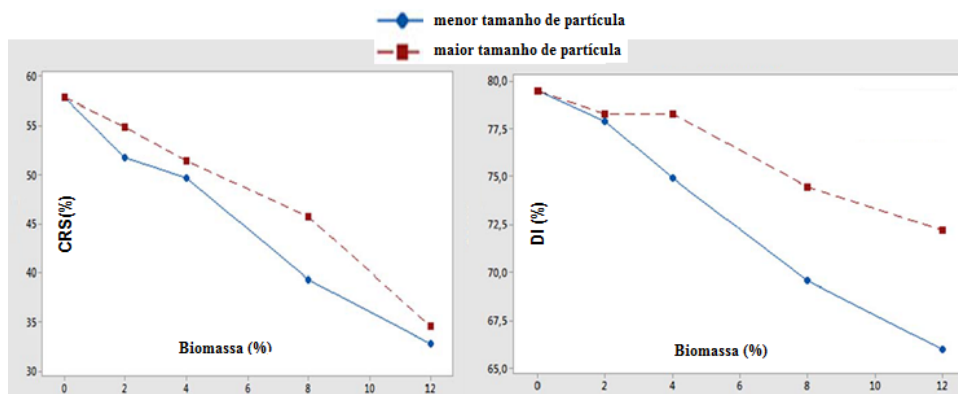 menor tamanho de partícula
maior tamanho de partícula
60
55
50
45
40
35
30
CRS(%)
Biomassa (%)
0 2 4 6 8 10 12
80,0
77,5
75,0
72,5
70,0
67,5
65,0
DI (%)
Biomassa (%)
0 2 4 6 8 10 12